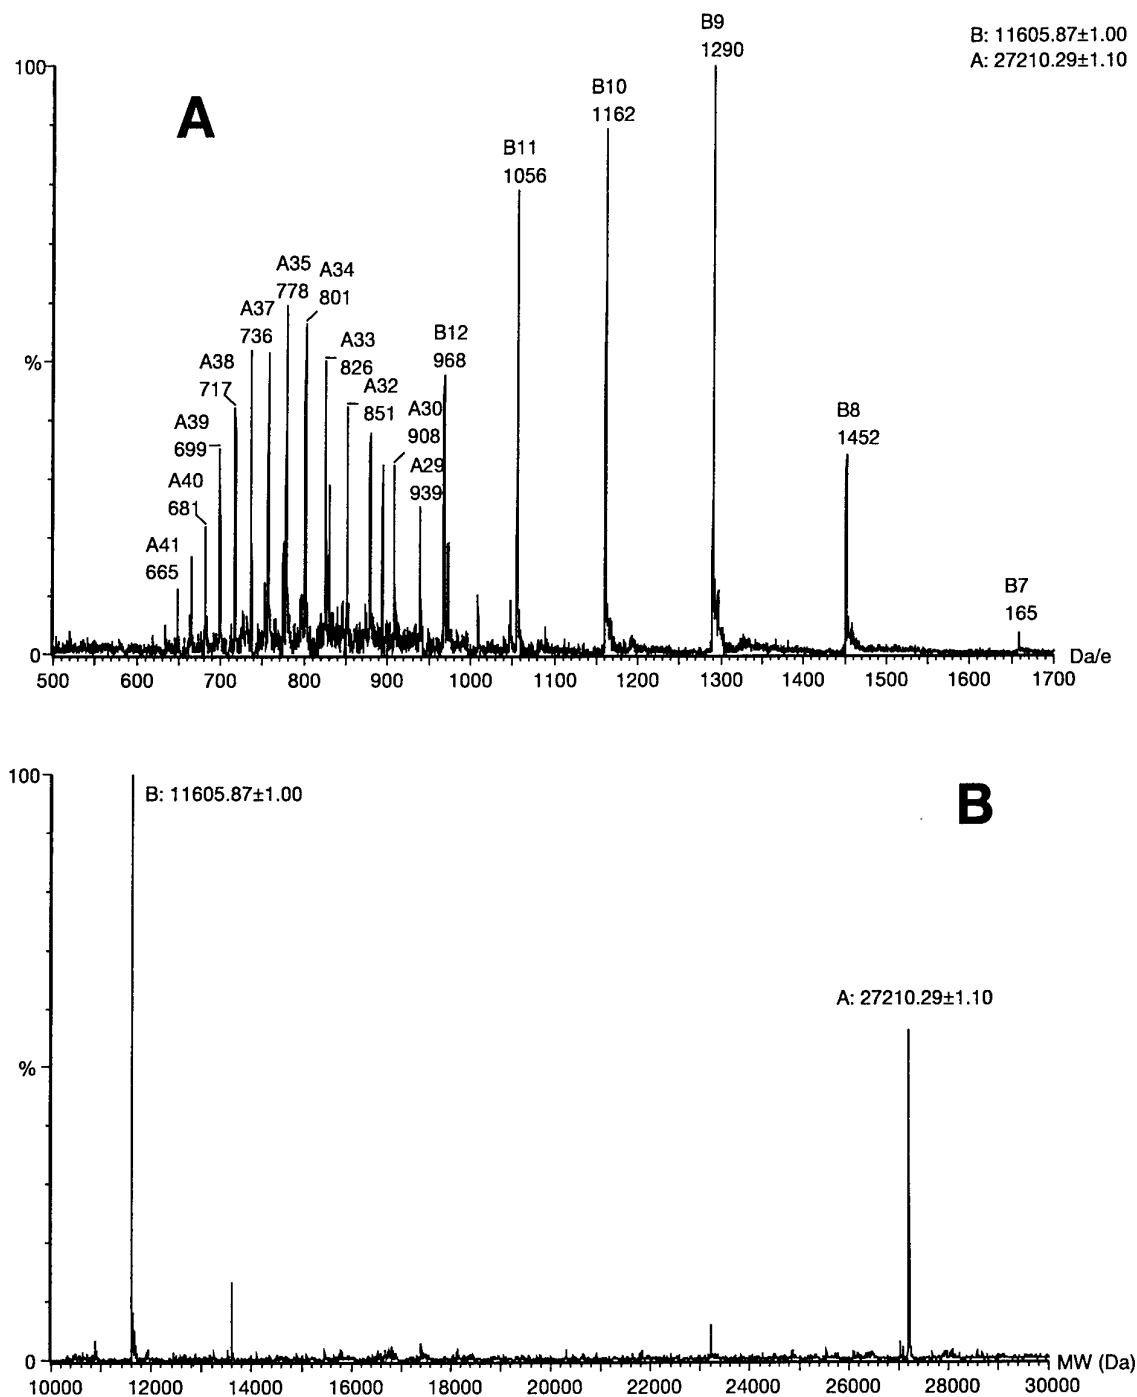 B9
1290
B: 11605.87±1.00
A: 27210.29±1.10
100
A
B10
1162
B11
1056
A35
778
A34
801
A37
736
B12
968
A33
826
%
A38
717
A32
851
A30
908
B8
1452
A39
699
A29
939
A40
681
A41
665
B7
165
0
Da/e
500 600 700 800 900 1000 1100 1200 1300 1400 1500 1600 1700
100
B: 11605.87±1.00
B
A: 27210.29±1.10
%
0
MW (Da)
10000 12000 14000 16000 18000 20000 22000 24000 26000 28000 30000